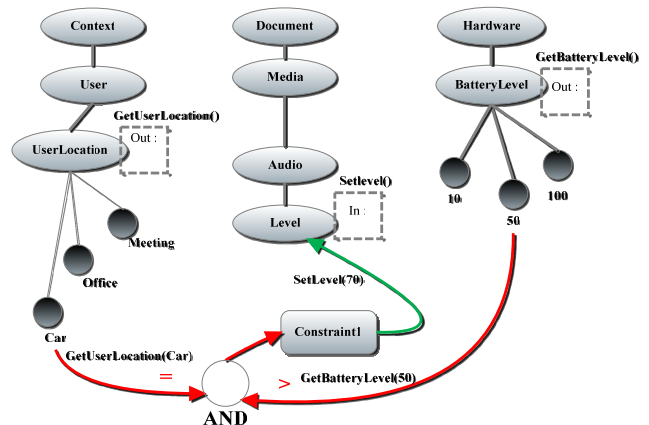 Context
Document
Hardware
User
Media
GetBatteryLevel()
BatteryLevel
Out :
GetUserLocation()
Out :
UserLocation
Audio
Setlevel()
In :
Level
10
50
100
Meeting
Office
Car
SetLevel(70)
Constraint1
GetUserLocation(Car)
=
>
GetBatteryLevel(50)
AND